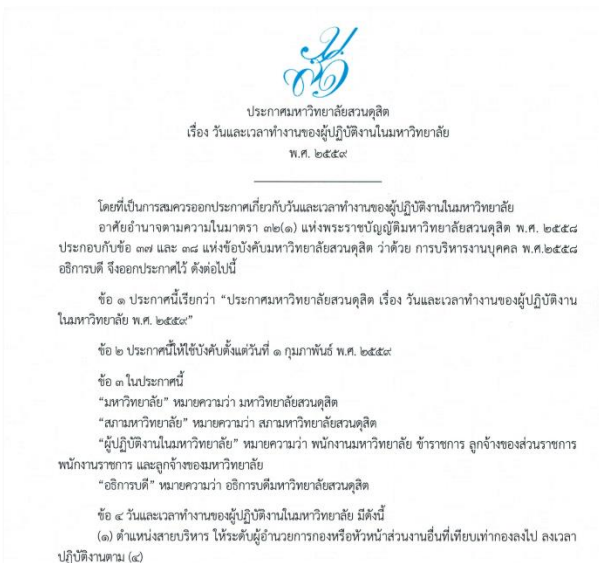 ประกาศมหาวิทยาลัยสวนดุสิต
เรื่อง วันและเวลาทำงานของผู้ปฏิบัติงานในมหาวิทยาลัย
พ.ศ. ๒๕๕๙
โดยที่เป็นการสมควรออกประกาศเกี่ยวกับวันและเวลาทำงานของผู้ปฏิบัติงานในมหาวิทยาลัย
อาศัยอำนาจตามความในมาตรา ๓๒(๑) แห่งพระราชบัญญัติมหาวิทยาลัยสวนดุสิต พ.ศ. ๒๕๕๘
ประกอบกับข้อ ๓๗ และ ๓๘ แห่งข้อบังคับมหาวิทยาลัยสวนดุสิต ว่าด้วย การบริหารงานบุคคล พ.ศ.๒๕๕๘
อธิการบดี จึงออกประกาศไว้ ดังต่อไปนี้
ข้อ ๑ ประกาศนี้เรียกว่า “ประกาศมหาวิทยาลัยสวนดุสิต เรื่อง วันและเวลาทำงานของผู้ปฏิบัติงาน
ในมหาวิทยาลัย พ.ศ. ๒๕๕๙”
ข้อ ๒ ประกาศนี้ให้ใช้บังคับตั้งแต่วันที่ ๑ กุมภาพันธ์ พ.ศ. ๒๕๕๙
ข้อ ๓ ในประกาศนี้
“มหาวิทยาลัย” หมายความว่า มหาวิทยาลัยสวนดุสิต
“สภามหาวิทยาลัย” หมายความว่า สภามหาวิทยาลัยสวนดุสิต
“ผู้ปฏิบัติงานในมหาวิทยาลัย” หมายความว่า พนักงานมหาวิทยาลัย ข้าราชการ ลูกจ้างของส่วนราชการ
พนักงานราชการ และลูกจ้างของมหาวิทยาลัย
“อธิการบดี” หมายความว่า อธิการบดีมหาวิทยาลัยสวนดุสิต
ข้อ ๔ วันและเวลาทำงานของผู้ปฏิบัติงานในมหาวิทยาลัย มีดังนี้
(๑) ตำแหน่งสายบริหาร ให้ระดับผู้อำนวยการกองหรือหัวหน้าส่วนงานอื่นที่เทียบเท่ากองลงไป ลงเวลา
ปฏิบัติงานตาม (๔)